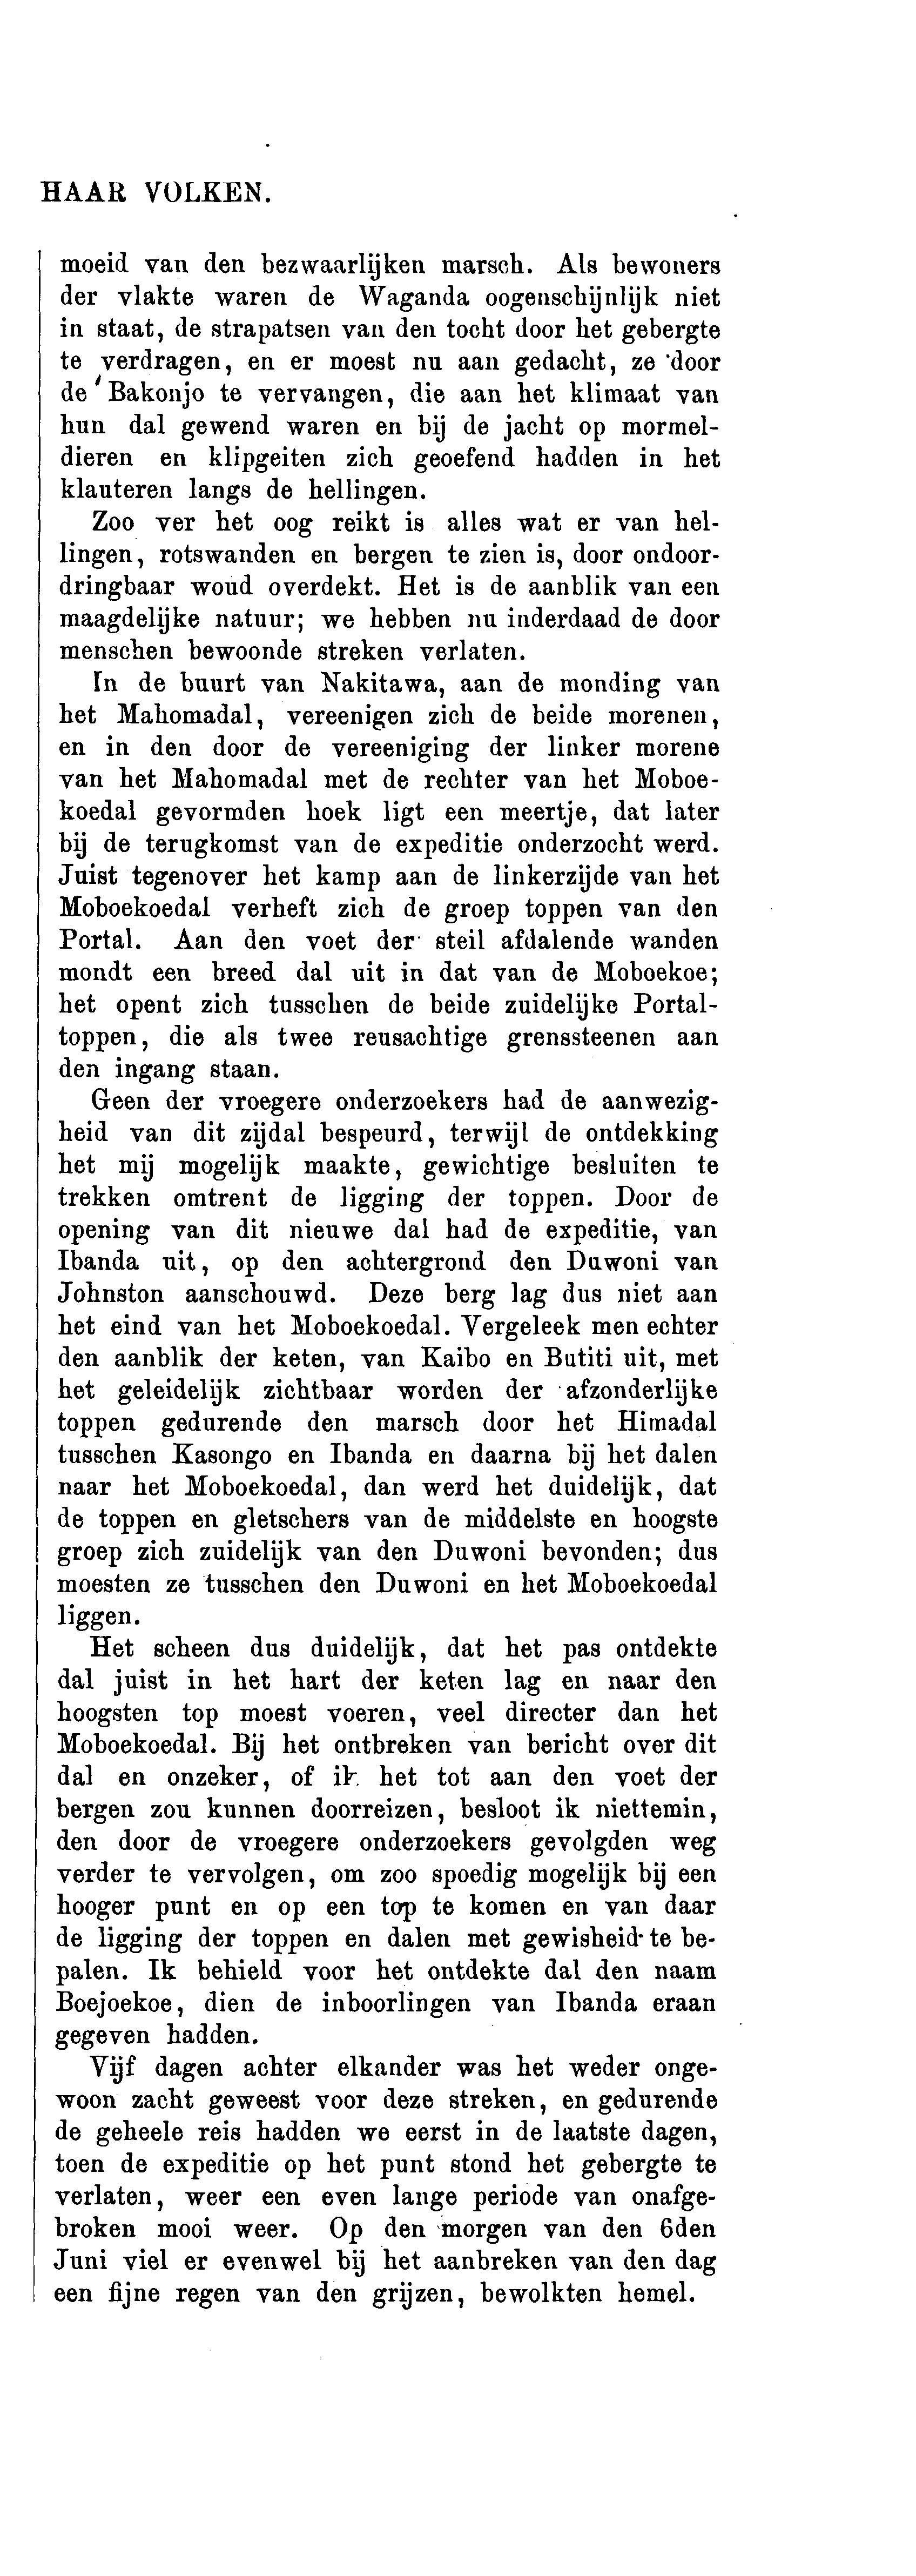 HAAR VOLKEN.
moeid van den bezwaarlijken marsch. Als bewoners
der vlakte waren de Waganda oogenschijnlijk niet
in staat, de strapatsen van den tocht door het gebergte
te verdragen, en er moest nu aan gedacht, ze door
de Bakonjo te vervangen, die aan het klimaat van
hun dal gewend waren en bij de jacht op mormel-
dieren en klipgeiten zich geoefend hadden in het
klauteren langs de hellingen.
Zoo ver het oog reikt is alles wat er van hel-
lingen, rotswanden en bergen te zien is, door ondoor-
dringbaar woud overdekt. Het is de aanblik van een
maagdelijke natuur; we hebben nu inderdaad de door
menschen bewoonde streken verlaten.
In de buurt van Nakitawa, aan de monding van
het Mahomadal, vereenigen zich de beide morenen,
en in den door de vereeniging der linker morene
van het Mahomadal met de rechter van het Moboe-
koedal gevormden hoek ligt een meertje, dat later
bij de terugkomst van de expeditie onderzocht werd.
Juist tegenover het kamp aan de linkerzijde van het
Moboekoedal verheft zich de groep toppen van den
Portal. Aan den voet der steil afdalende wanden
mondt een breed dal uit in dat van de Moboekoe;
het opent zich tusschen de beide zuidelijke Portal-
toppen, die als twee reusachtige grenssteenen aan
den ingang staan.
Geen der vroegere onderzoekers had de aanwezig-
heid van dit zijdal bespeurd, terwijl de ontdekking
het mij mogelijk maakte, gewichtige besluiten te
trekken omtrent de ligging der toppen. Door de
opening van dit nieuwe dal had de expeditie, van
Ibanda uit, op den achtergrond den Duwoni van
Johnston aanschouwd. Deze berg lag dus niet aan
het eind van het Moboekoedal. Vergeleek men echter
den aanblik der keten, van Kaibo en Butiti uit, met
het geleidelijk zichtbaar worden der afzonderlijke
toppen gedurende den marsch door het Himadal
tusschen Kasongo en Ibanda en daarna bij het dalen
naar het Moboekoedal, dan werd het duidelijk, dat
de toppen en gletschers van de middelste en hoogste
groep zich zuidelijk van den Duwoni bevonden; dus
moesten ze tusschen den Duwoni en het Moboekoedal
liggen.
Het scheen dus duidelijk, dat het pas ontdekte
dal juist in het hart der keten lag en naar den
hoogsten top moest voeren, veel directer dan het
Moboekoedal. Bij het ontbreken van bericht over dit
dal en onzeker, of ik het tot aan den voet der
bergen zou kunnen doorreizen, besloot ik niettemin,
den door de vroegere onderzoekers gevolgden weg
verder te vervolgen, om zoo spoedig mogelijk bij een
hooger punt en op een top te komen en van daar
de ligging der toppen en dalen met gewisheid te be-
palen. Ik behield voor het ontdekte dal den naam
Boejoekoe, dien de inboorlingen van Ibanda eraan
gegeven hadden.
Vijf dagen achter elkander was het weder onge-
woon zacht geweest voor deze streken, en gedurende
de geheele reis hadden we eerst in de laatste dagen,
toen de expeditie op het punt stond het gebergte te
verlaten, weer een even lange periode van onafge-
broken mooi weer. Op den morgen van den 6den
Juni viel er evenwel bij het aanbreken van den dag
een fijne regen van den grijzen, bewolkten hemel.